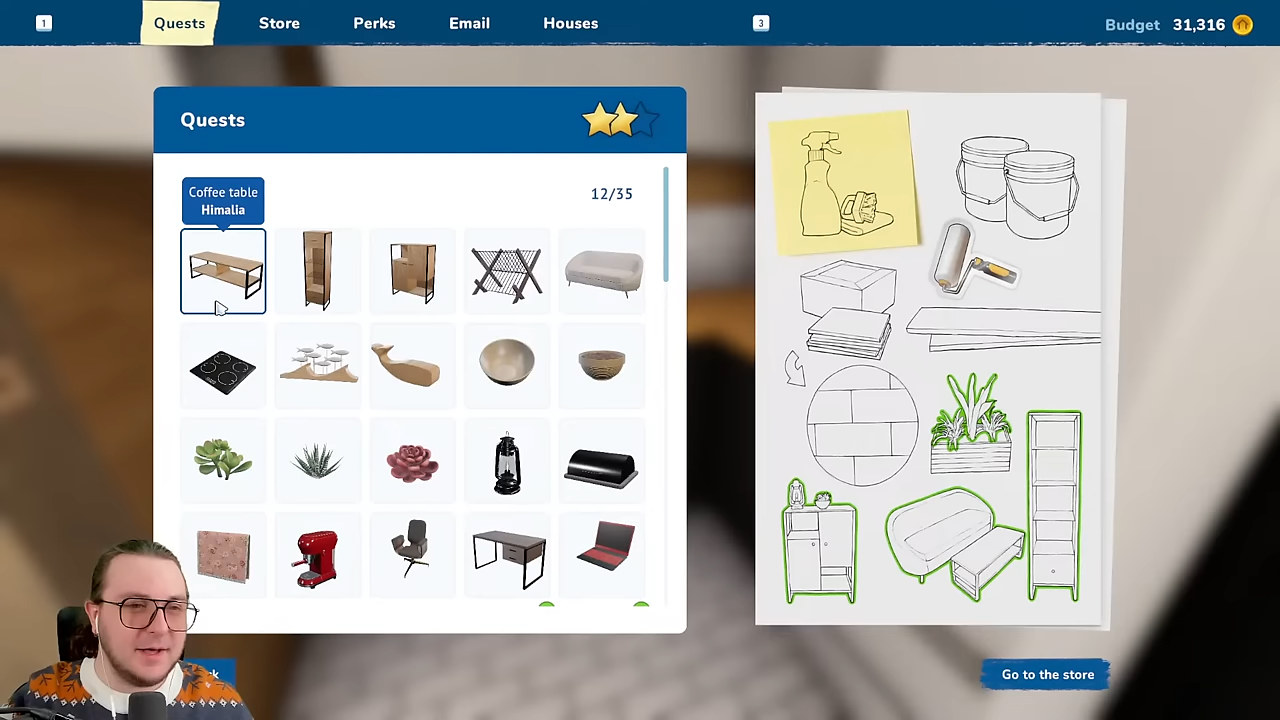 1
Quests
Store
Perks
Email
Houses
3
Budget 31,316
Quests
12/35
Coffee table
Himalia
Go to the store